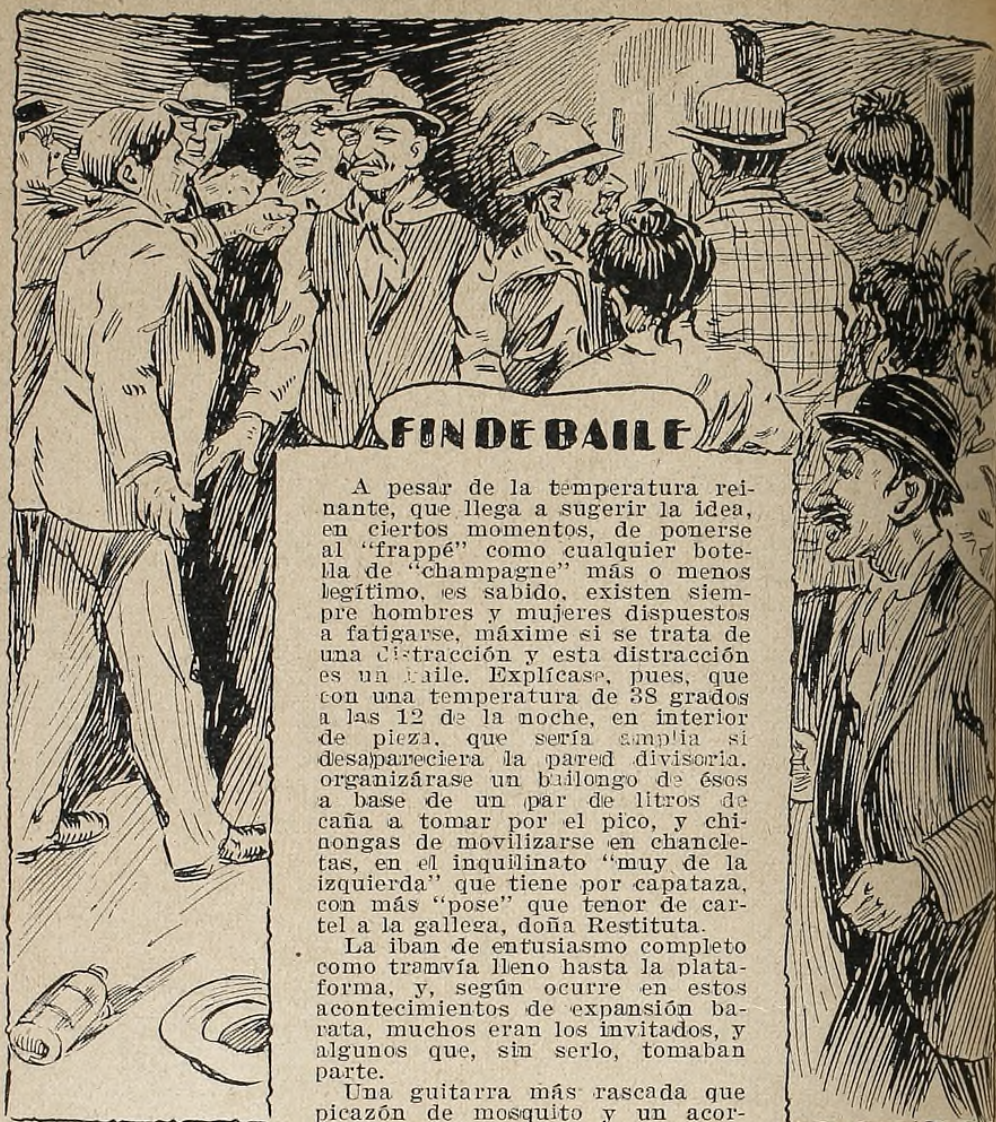 FIN DE BAILE
A pesar de la temperatura rei-
nante, que llega a sugerir la idea,
en ciertos momentos, de ponerse
al “frappé” como cualquier bote-
lla de “champagne” más o menos
legítimo, es sabido, existen siem-
pre hombres y mujeres dispuestos
a fatigarse, máxime si se trata de
una distracción y esta distracción
es un baile. Explícase, pues, que
con una temperatura de 38 grados
a las 12 de la noche, en interior
de pieza, que sería amplia si
desapareciera la pared divisoria,
organizárase un bailongo de ésos
a base de un par de litros de
caña a tomar por el pico, y chi-
nongas de movilizarse en chancle-
tas, en el inquilinato “muy de la
izquierda” que tiene por capataza,
con más “pose” que tenor de car-
tel a la gallega, doña Restituta.
La iban de entusiasmo completo
como tranvía lleno hasta la plata-
forma, y, según ocurre en estos
acontecimientos de expansión ba-
rata, muchos eran los invitados, y
algunos que, sin serlo, tomaban
parte.
Una guitarra más rascada que
picazón de mosquito y un acor-